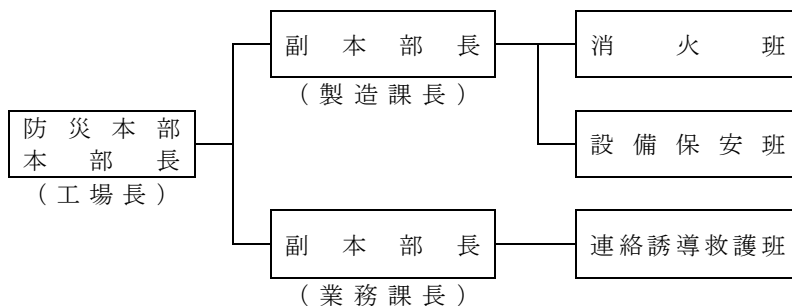 副本部長
消火班
（製造課長）
防災本部
本部長
（工場長）
設備保安班
副本部長
連絡誘導救護班
（業務課長）